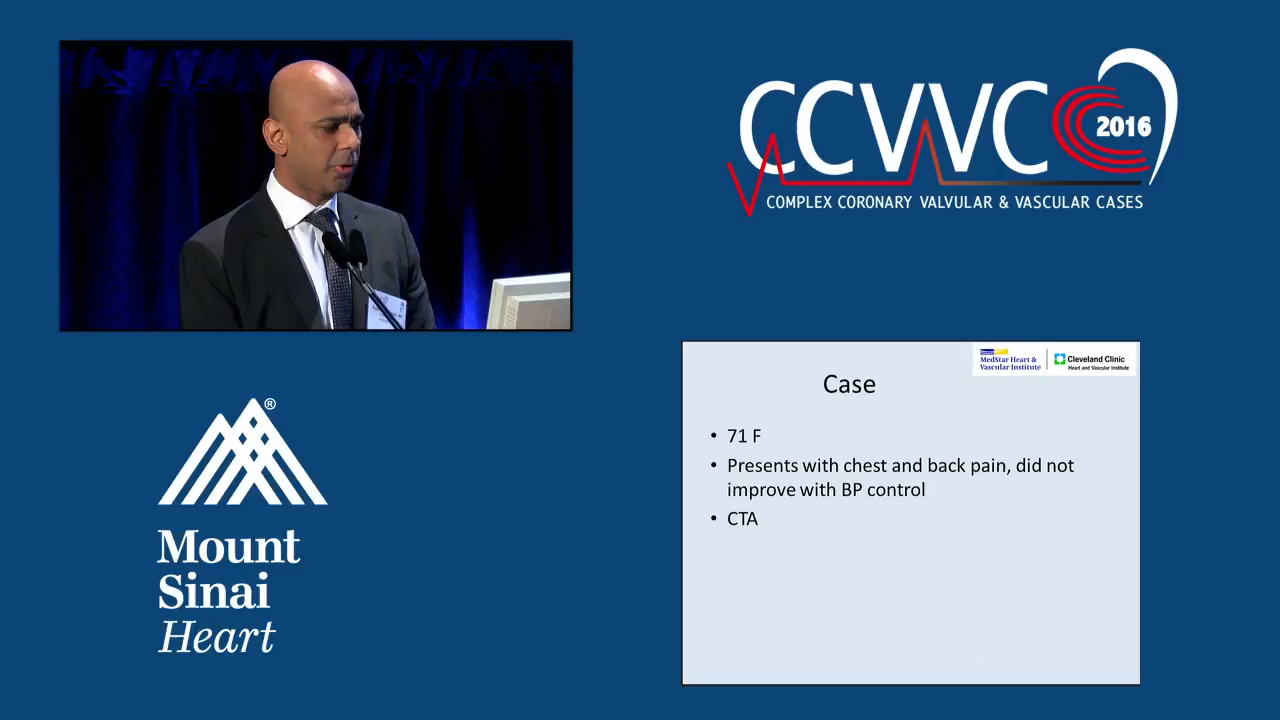 CCVVC
2016
COMPLEX CORONARY VALVULAR & VASCULAR CASES
MedStar Heart &
Vascular Institute
Cleveland Clinic
Heart and Vascular Institute
Case
• 71 F
• Presents with chest and back pain, did not
improve with BP control
• CTA
®
Mount
Sinai
Heart